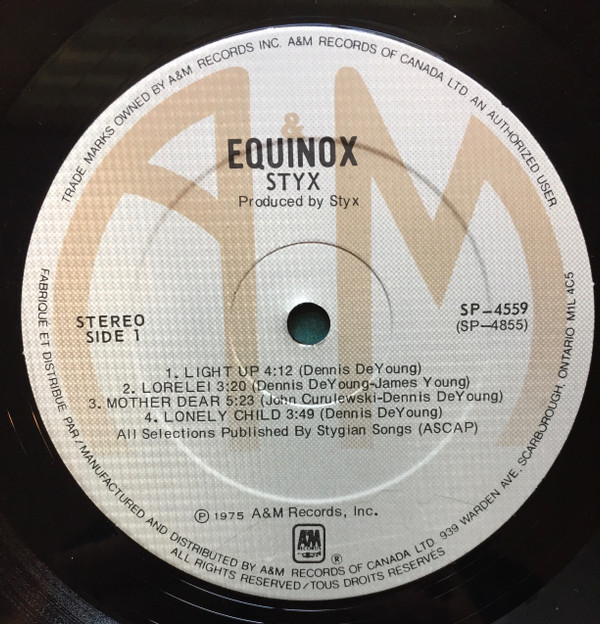 TRADE MARKS OWNED BY A&M RECORDS INC. A&M RECORDS OF CANADA LTD. AN AUTHORIZED USER
&
EQUINOX
STYX
Produced by Styx
STEREO
SIDE 1
SP-4559
(SP-4855)
1. LIGHT UP 4:12 (Dennis DeYoung)
2. LORELEI 3:20 (Dennis DeYoung-James Young)
3. MOTHER DEAR 5:23 (John Curulewski-Dennis DeYoung)
4. LONELY CHILD 3:49 (Dennis DeYoung)
All Selections Published By Stygian Songs (ASCAP)
℗ 1975 A&M Records, Inc.
A&M
®
FABRIQUÉ ET DISTRIBUÉ PAR / MANUFACTURED AND DISTRIBUTED BY A&M RECORDS OF CANADA LTD. 939 WARDEN AVE. SCARBOROUGH, ONTARIO M1L 4C5
ALL RIGHTS RESERVED/TOUS DROITS RESERVÉS